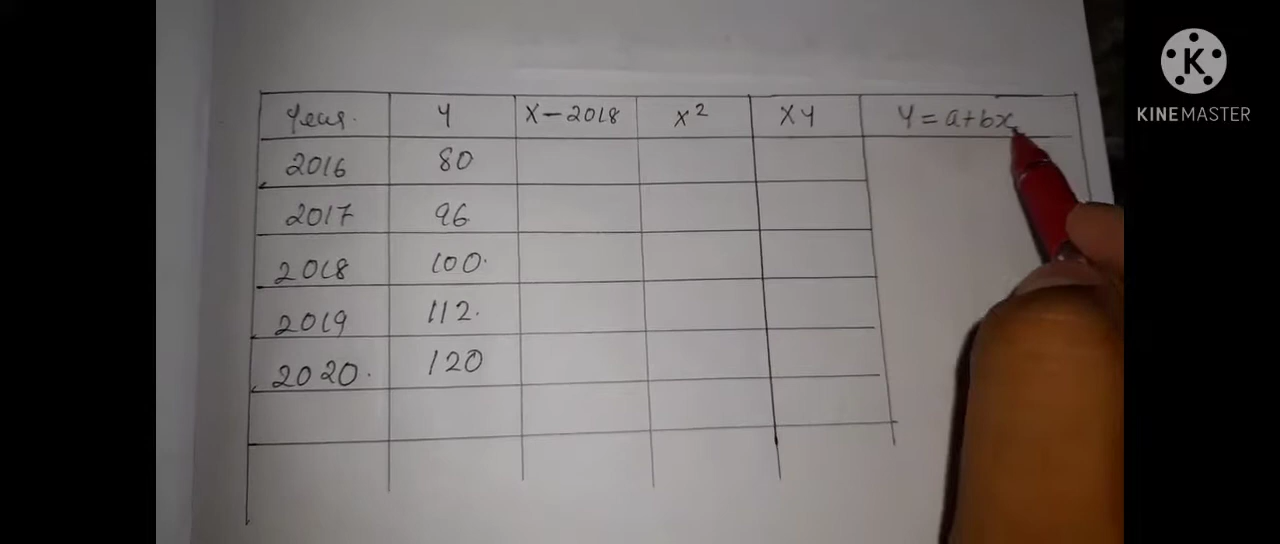 Year. Y X-2018 X² XY Y = a+bx
2016 80
2017 96
2018 100.
2019 112.
2020. 120
K
KINEMASTER